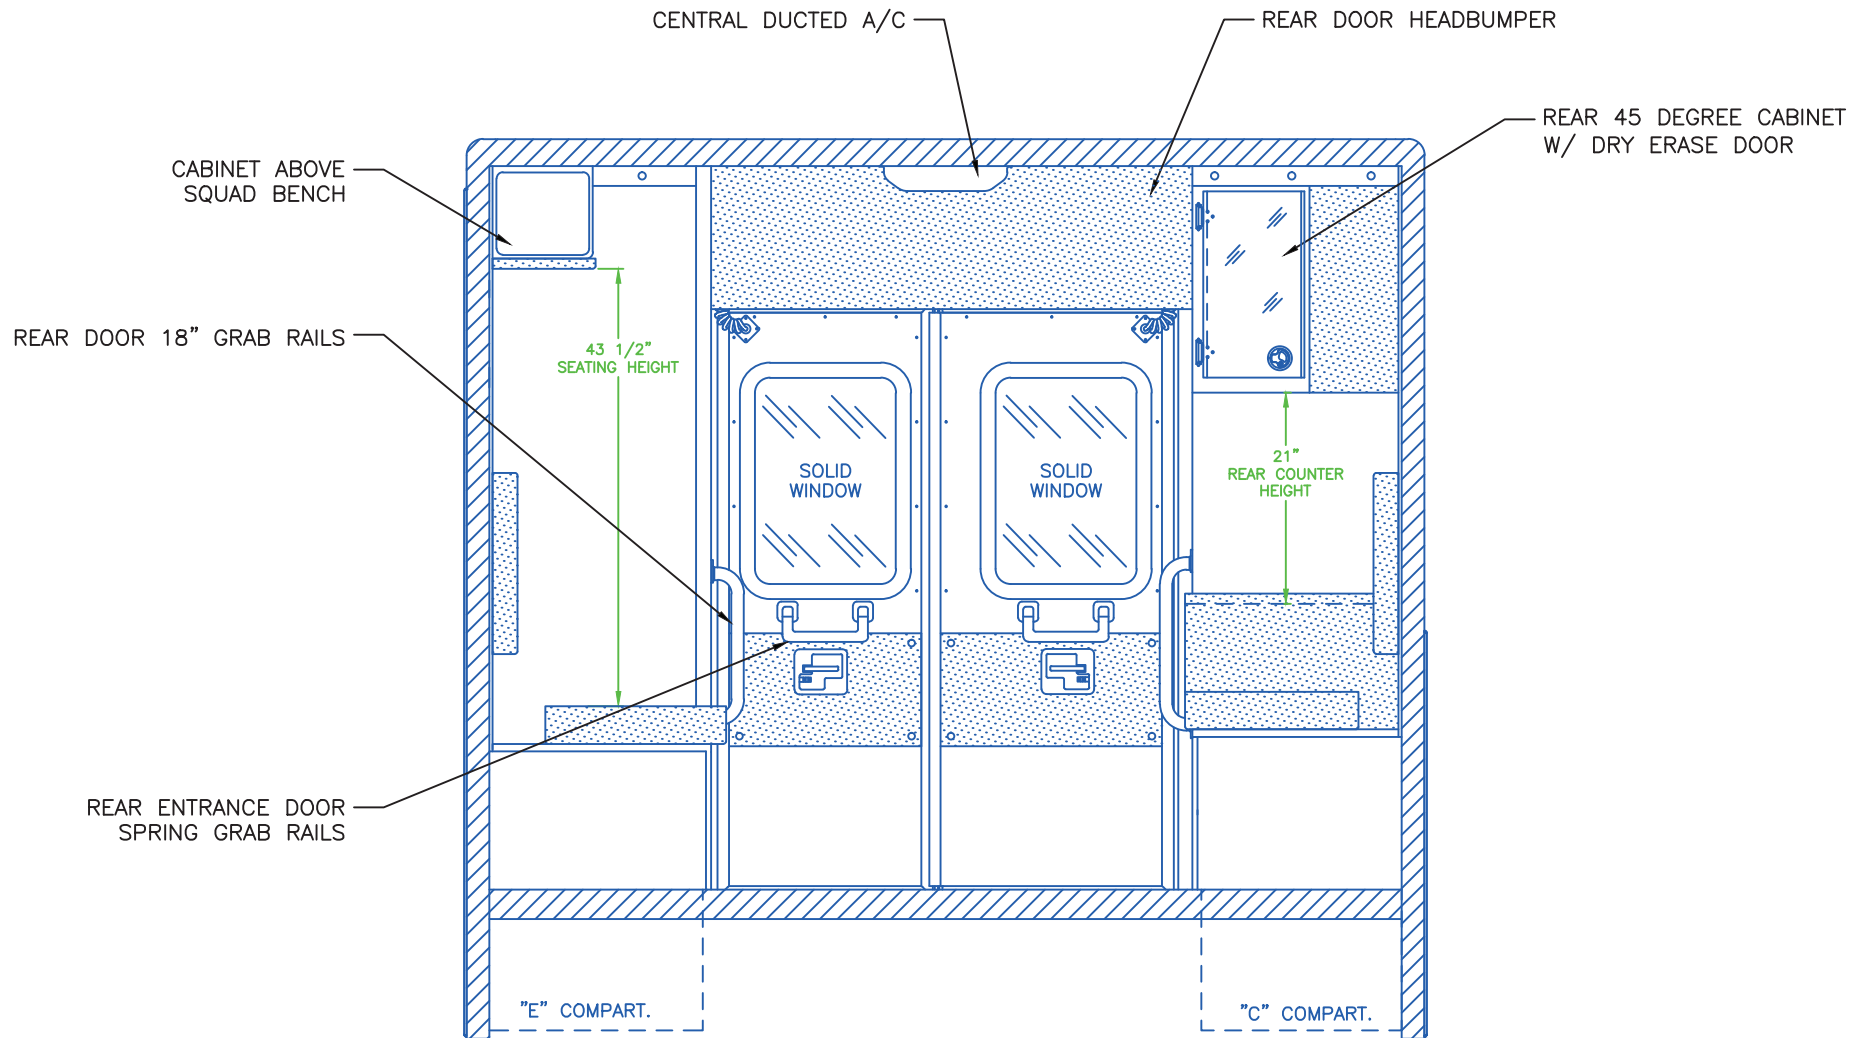 CENTRAL DUCTED A/C
REAR DOOR HEADBUMPER
REAR 45 DEGREE CABINET
W/ DRY ERASE DOOR
CABINET ABOVE
SQUAD BENCH
REAR DOOR 18” GRAB RAILS
43 1/2”
SEATING HEIGHT
SOLID
WINDOW
SOLID
WINDOW
21”
REAR COUNTER
HEIGHT
REAR ENTRANCE DOOR
SPRING GRAB RAILS
”E” COMPART.
”C” COMPART.